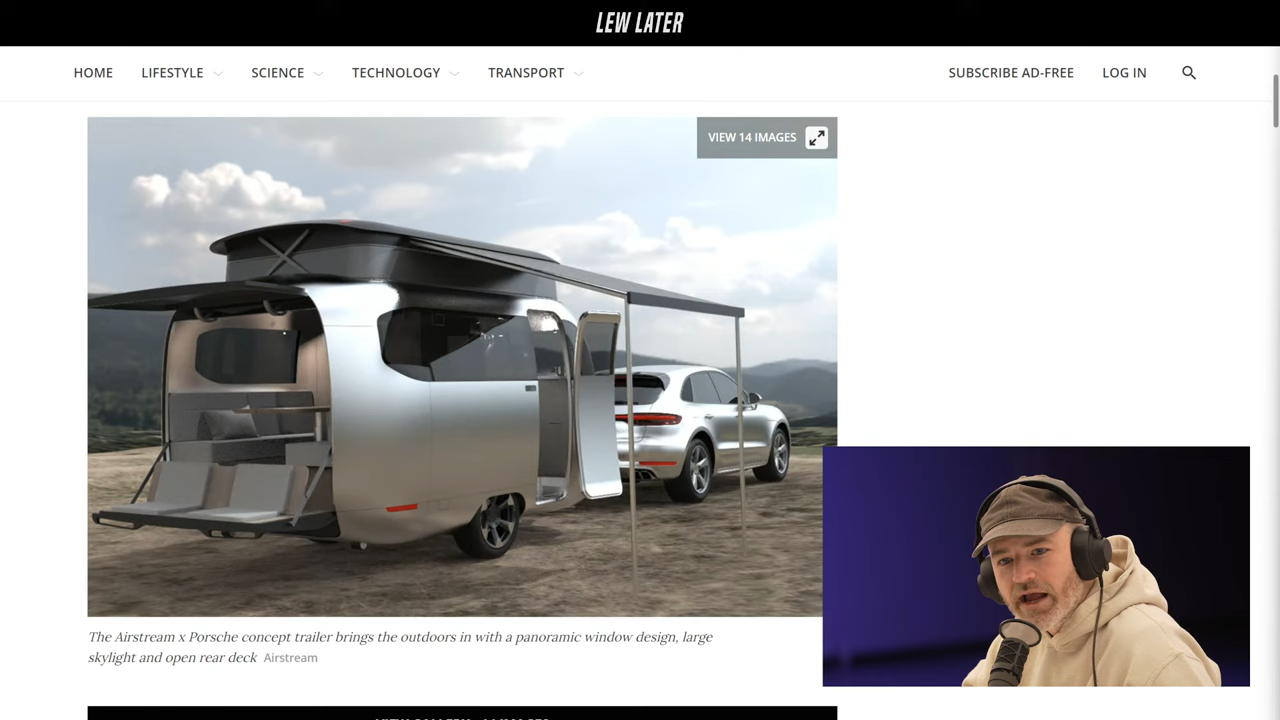 LEW LATER
HOME LIFESTYLE SCIENCE TECHNOLOGY TRANSPORT SUBSCRIBE AD-FREE LOG IN
VIEW 14 IMAGES
The Airstream x Porsche concept trailer brings the outdoors in with a panoramic window design, large
skylight and open rear deck Airstream